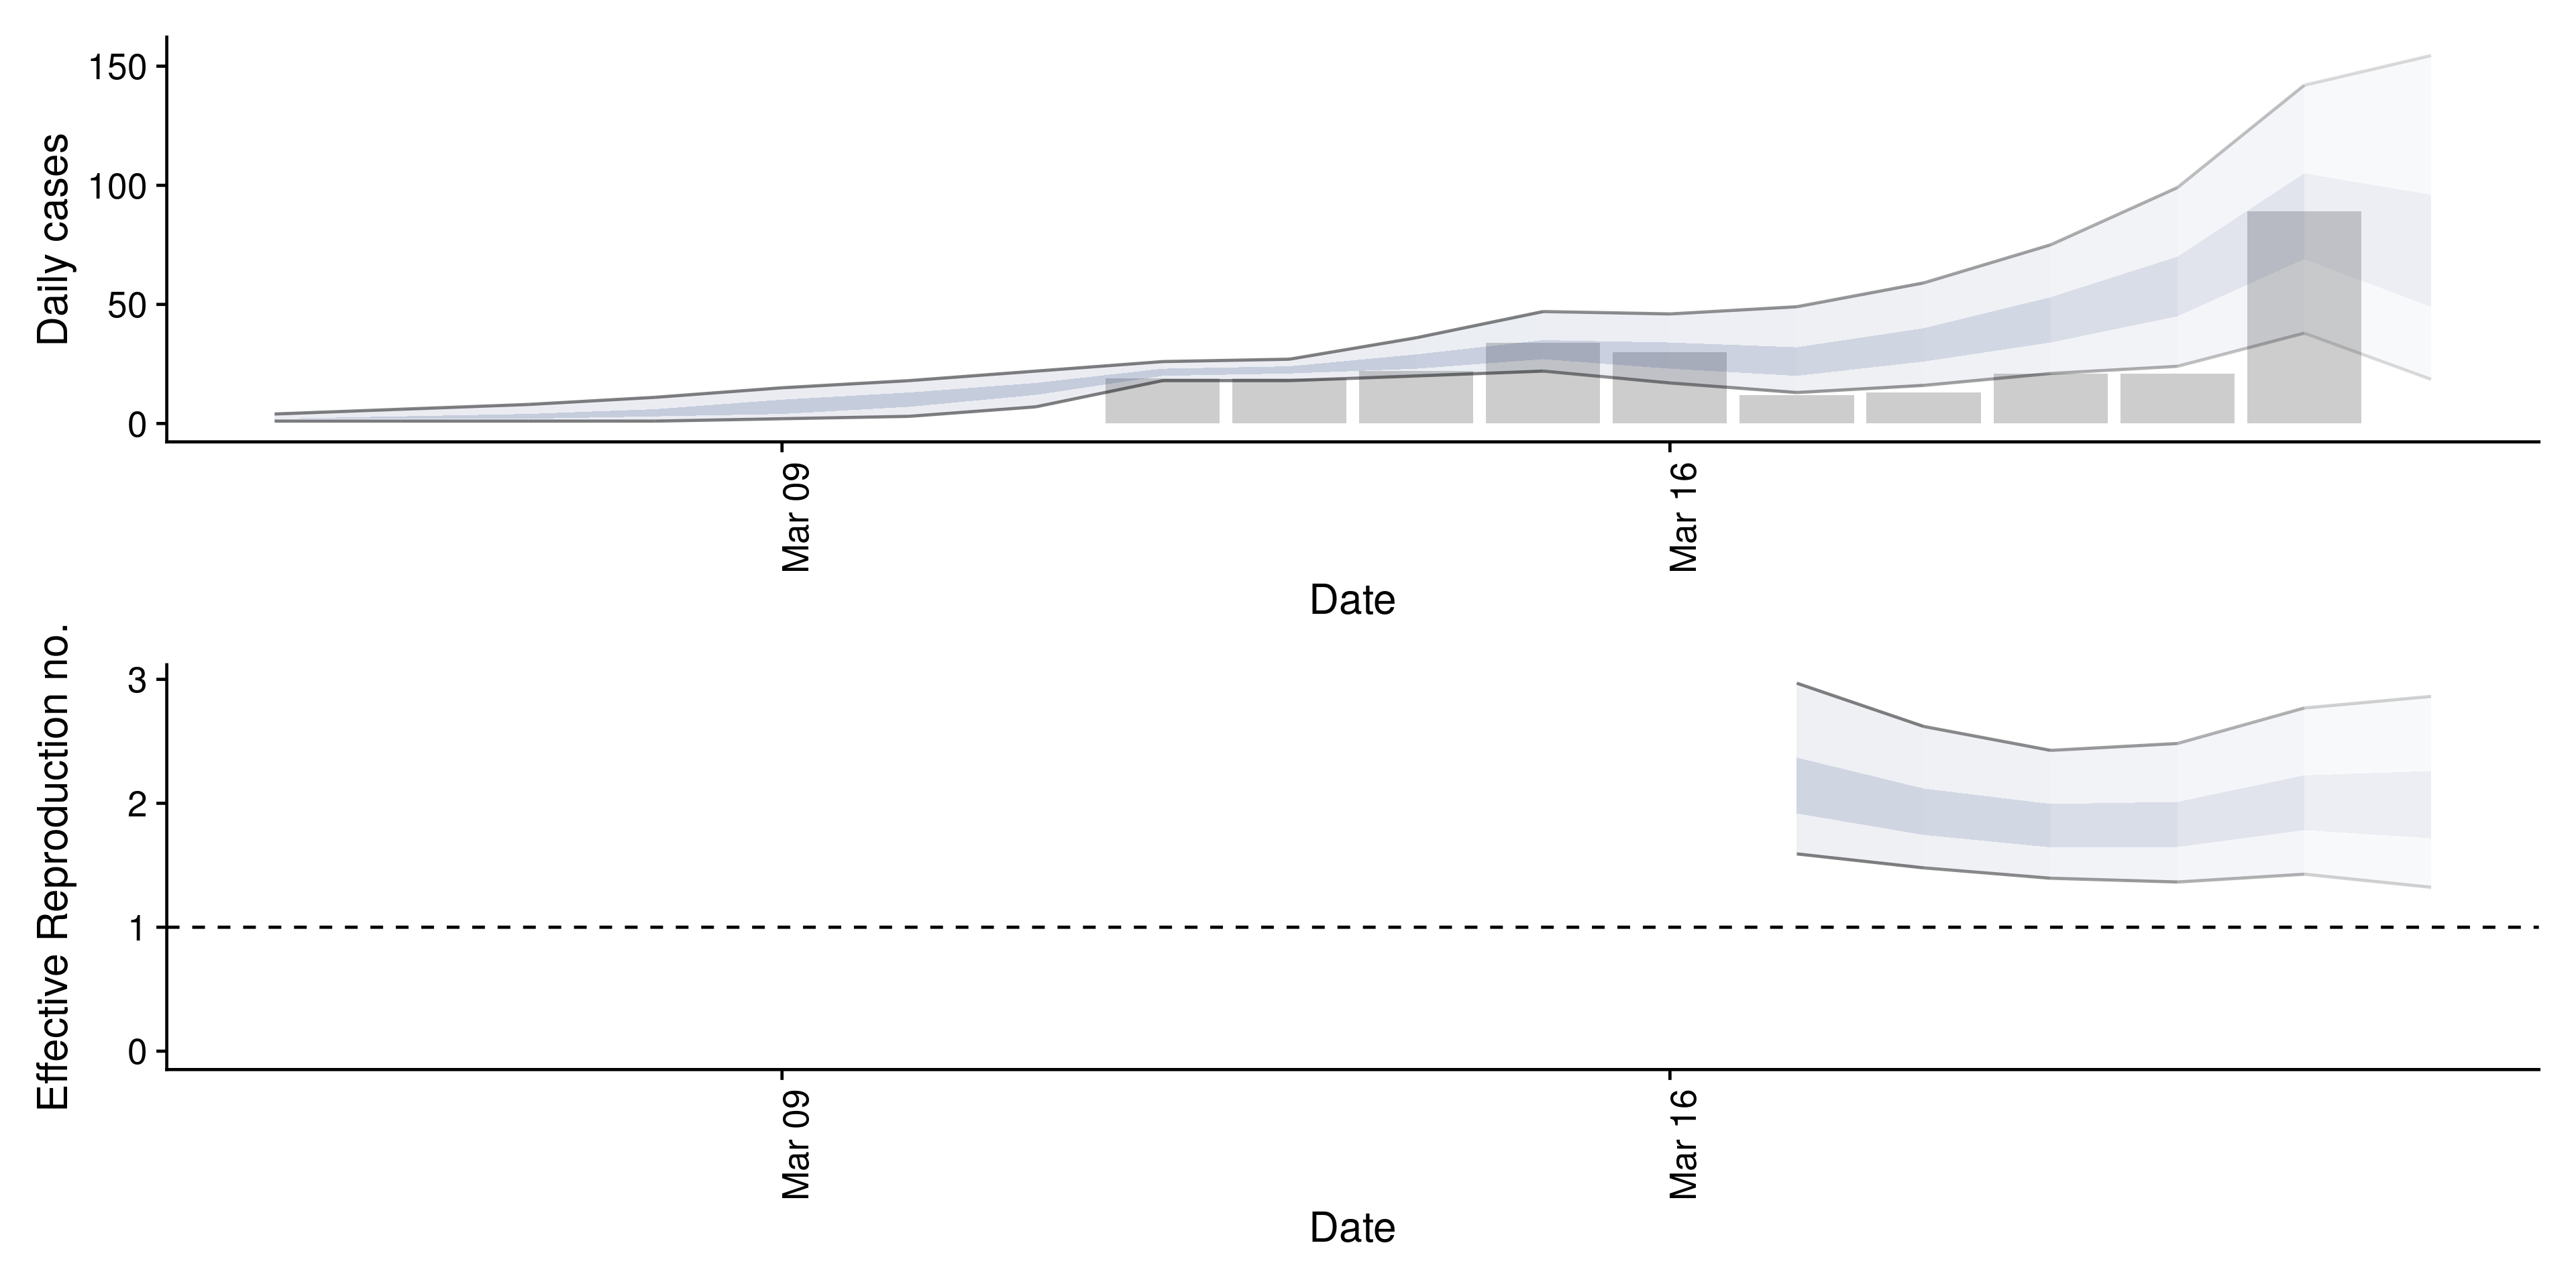 Daily cases
150
100
50
0
Mar 09
Mar 16
Date
Effective Reproduction no.
3
2
1
0
Mar 09
Mar 16
Date